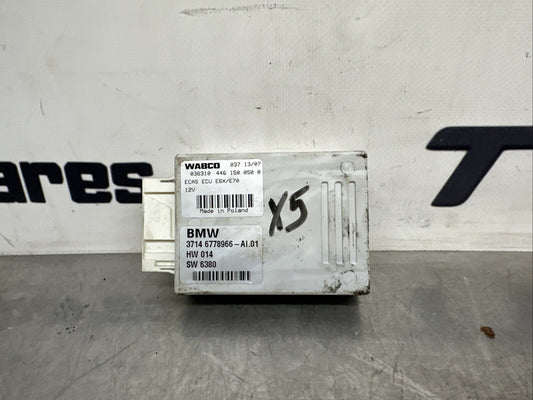 WABCO 037 13/07
036310 446 150 050 0
ECAS ECU E6X/E70
12V
Made in Poland
X5
BMW
3714 6778966-AI.01
HW 014
SW 6380
ares
T